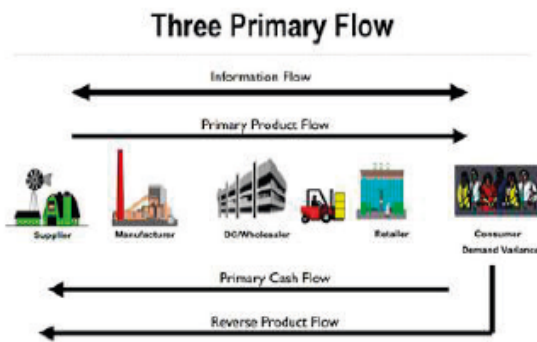 Three Primary Flow
Information Flow
Primary Product Flow
Supplier
Manufacturer
DC/Wholesaler
Retailer
Consumer
Demand Variance
Primary Cash Flow
Reverse Product Flow